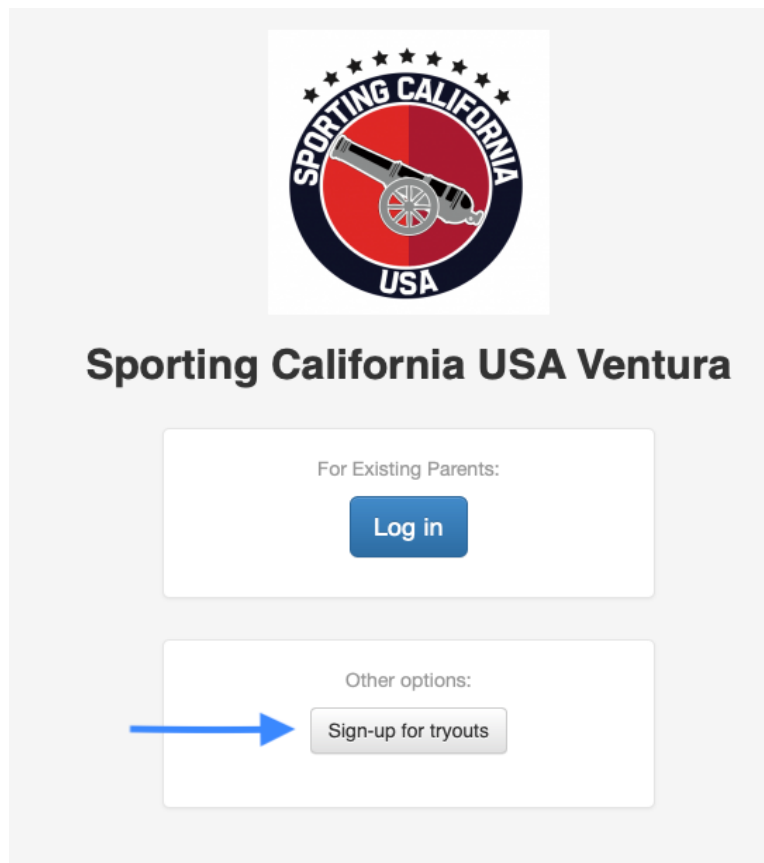 SPORTING CALIFORNIA
USA
Sporting California USA Ventura
For Existing Parents:
Log in
Other options:
Sign-up for tryouts